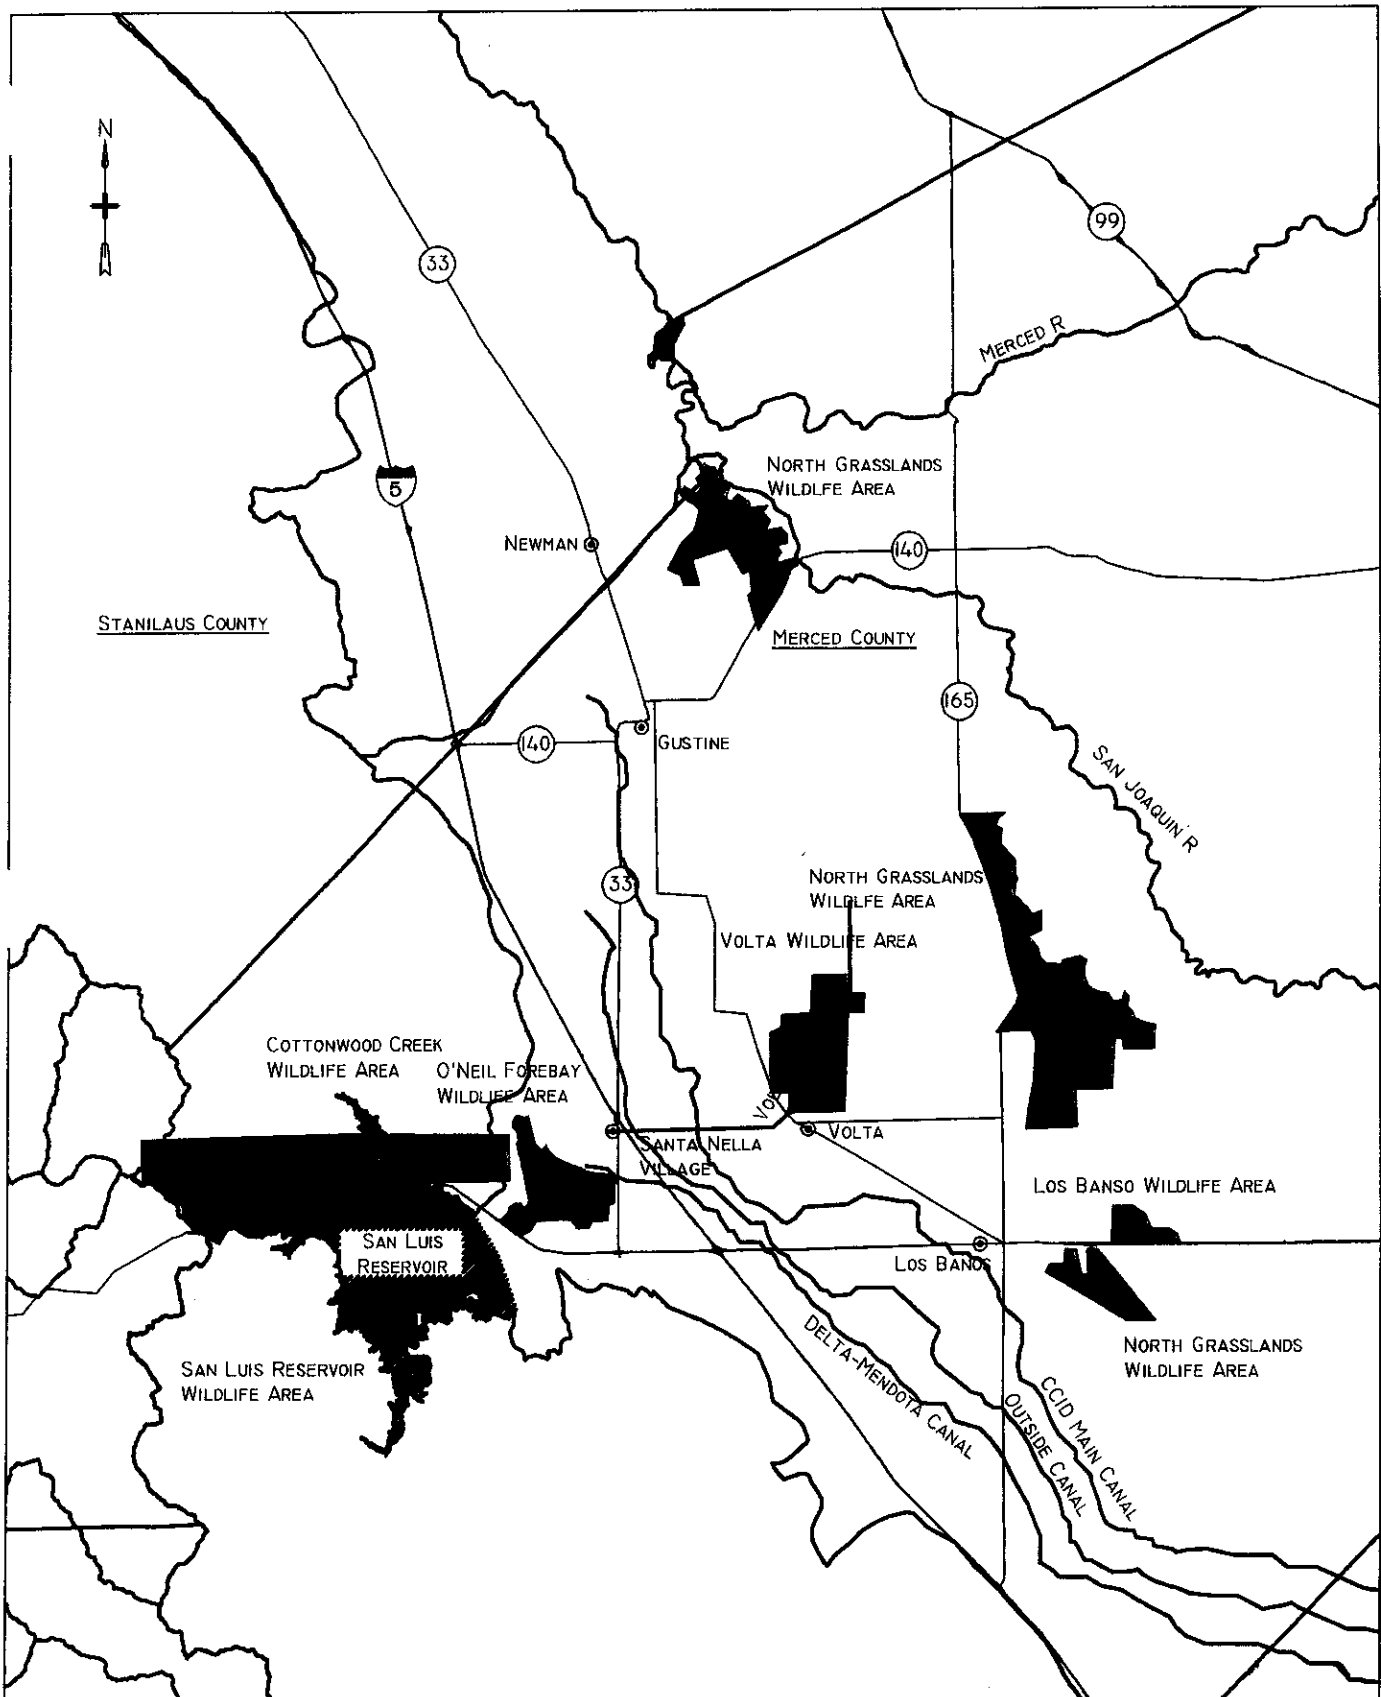 N
33
99
MERCED R
NORTH GRASSLANDS
WILDLFE AREA
5
NEWMAN
140
STANILAUS COUNTY
MERCED COUNTY
165
140
GUSTINE
SAN JOAQUIN R
33
NORTH GRASSLANDS
WILDLFE AREA
VOLTA WILDLIFE AREA
COTTONWOOD CREEK
WILDLIFE AREA
O'NEIL FOREBAY
WILDLIFE AREA
VOLTA
SANTA NELLA
VILLAGE
LOS BANSO WILDLIFE AREA
SAN LUIS
RESERVOIR
LOS BANOS
DELTA-MENDOTA CANAL
NORTH GRASSLANDS
WILDLIFE AREA
SAN LUIS RESERVOIR
WILDLIFE AREA
OUTSIDE CANAL
CCID MAIN CANAL